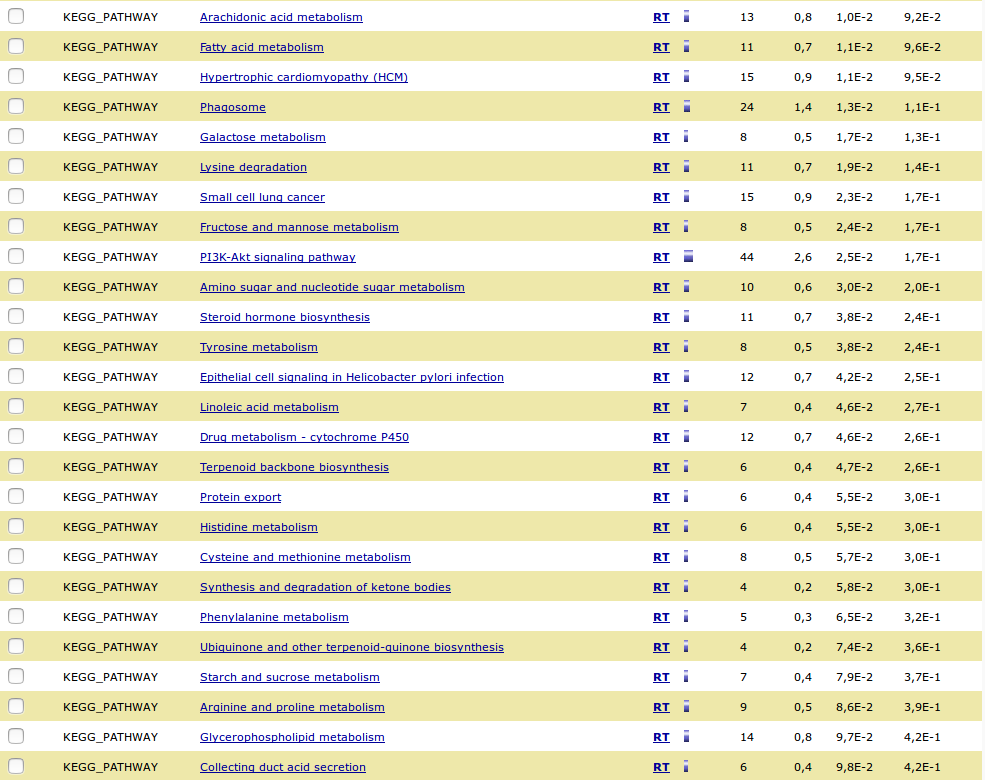 KEGG_PATHWAY Arachidonic acid metabolism RT 13 0,8 1,0E-2 9,2E-2
KEGG_PATHWAY Fatty acid metabolism RT 11 0,7 1,1E-2 9,6E-2
KEGG_PATHWAY Hypertrophic cardiomyopathy (HCM) RT 15 0,9 1,1E-2 9,5E-2
KEGG_PATHWAY Phagosome RT 24 1,4 1,3E-2 1,1E-1
KEGG_PATHWAY Galactose metabolism RT 8 0,5 1,7E-2 1,3E-1
KEGG_PATHWAY Lysine degradation RT 11 0,7 1,9E-2 1,4E-1
KEGG_PATHWAY Small cell lung cancer RT 15 0,9 2,3E-2 1,7E-1
KEGG_PATHWAY Fructose and mannose metabolism RT 8 0,5 2,4E-2 1,7E-1
KEGG_PATHWAY PI3K-Akt signaling pathway RT 44 2,6 2,5E-2 1,7E-1
KEGG_PATHWAY Amino sugar and nucleotide sugar metabolism RT 10 0,6 3,0E-2 2,0E-1
KEGG_PATHWAY Steroid hormone biosynthesis RT 11 0,7 3,8E-2 2,4E-1
KEGG_PATHWAY Tyrosine metabolism RT 8 0,5 3,8E-2 2,4E-1
KEGG_PATHWAY Epithelial cell signaling in Helicobacter pylori infection RT 12 0,7 4,2E-2 2,5E-1
KEGG_PATHWAY Linoleic acid metabolism RT 7 0,4 4,6E-2 2,7E-1
KEGG_PATHWAY Drug metabolism - cytochrome P450 RT 12 0,7 4,6E-2 2,6E-1
KEGG_PATHWAY Terpenoid backbone biosynthesis RT 6 0,4 4,7E-2 2,6E-1
KEGG_PATHWAY Protein export RT 6 0,4 5,5E-2 3,0E-1
KEGG_PATHWAY Histidine metabolism RT 6 0,4 5,5E-2 3,0E-1
KEGG_PATHWAY Cysteine and methionine metabolism RT 8 0,5 5,7E-2 3,0E-1
KEGG_PATHWAY Synthesis and degradation of ketone bodies RT 4 0,2 5,8E-2 3,0E-1
KEGG_PATHWAY Phenylalanine metabolism RT 5 0,3 6,5E-2 3,2E-1
KEGG_PATHWAY Ubiquinone and other terpenoid-quinone biosynthesis RT 4 0,2 7,4E-2 3,6E-1
KEGG_PATHWAY Starch and sucrose metabolism RT 7 0,4 7,9E-2 3,7E-1
KEGG_PATHWAY Arginine and proline metabolism RT 9 0,5 8,6E-2 3,9E-1
KEGG_PATHWAY Glycerophospholipid metabolism RT 14 0,8 9,7E-2 4,2E-1
KEGG_PATHWAY Collecting duct acid secretion RT 6 0,4 9,8E-2 4,2E-1